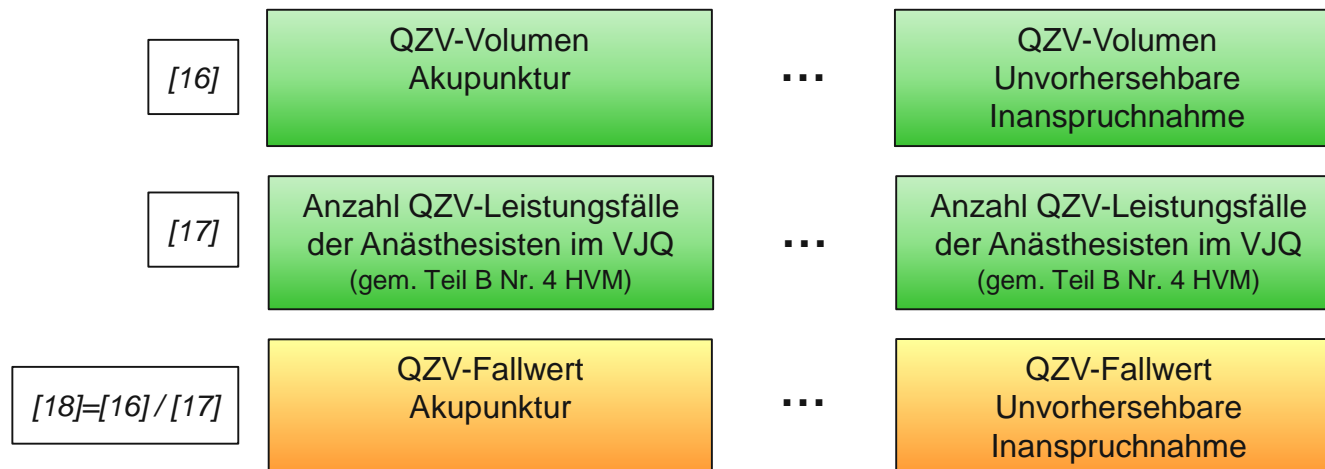 [16]
QZV-Volumen
Akupunktur
...
QZV-Volumen
Unvorhersehbare
Inanspruchnahme
[17]
Anzahl QZV-Leistungsfälle
der Anästhesisten im VJQ
(gem. Teil B Nr. 4 HVM)
...
Anzahl QZV-Leistungsfälle
der Anästhesisten im VJQ
(gem. Teil B Nr. 4 HVM)
[18]=[16] / [17]
QZV-Fallwert
Akupunktur
...
QZV-Fallwert
Unvorhersehbare
Inanspruchnahme